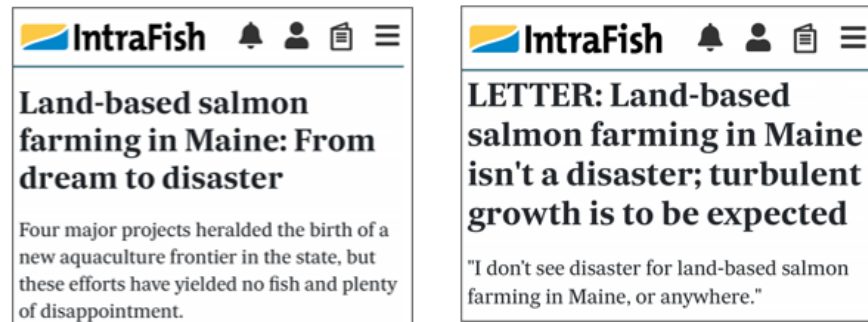 IntraFish
Land-based salmon
farming in Maine: From
dream to disaster
Four major projects heralded the birth of a
new aquaculture frontier in the state, but
these efforts have yielded no fish and plenty
of disappointment.
IntraFish
LETTER: Land-based
salmon farming in Maine
isn't a disaster; turbulent
growth is to be expected
"I don't see disaster for land-based salmon
farming in Maine, or anywhere."